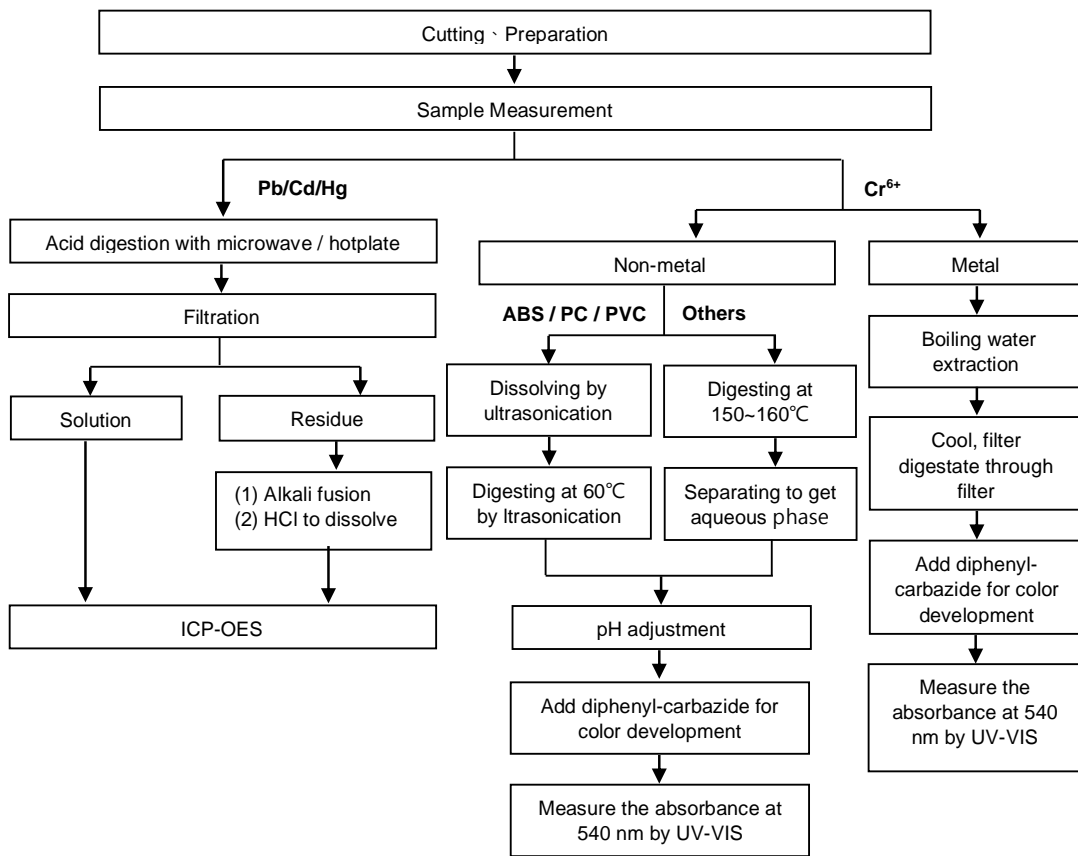 Cutting、Preparation
Sample Measurement
Pb/Cd/Hg
Cr⁶⁺
Acid digestion with microwave / hotplate
Non-metal
Metal
Filtration
ABS / PC / PVC
Others
Boiling water
extraction
Solution
Residue
Dissolving by
ultrasonication
Digesting at
150~160℃
Cool, filter
digestate through
filter
(1) Alkali fusion
(2) HCl to dissolve
Digesting at 60℃
by ltrasonication
Separating to get
aqueous phase
Add diphenyl-
carbazide for color
development
ICP-OES
pH adjustment
Measure the
absorbance at 540
nm by UV-VIS
Add diphenyl-carbazide for
color development
Measure the absorbance at
540 nm by UV-VIS